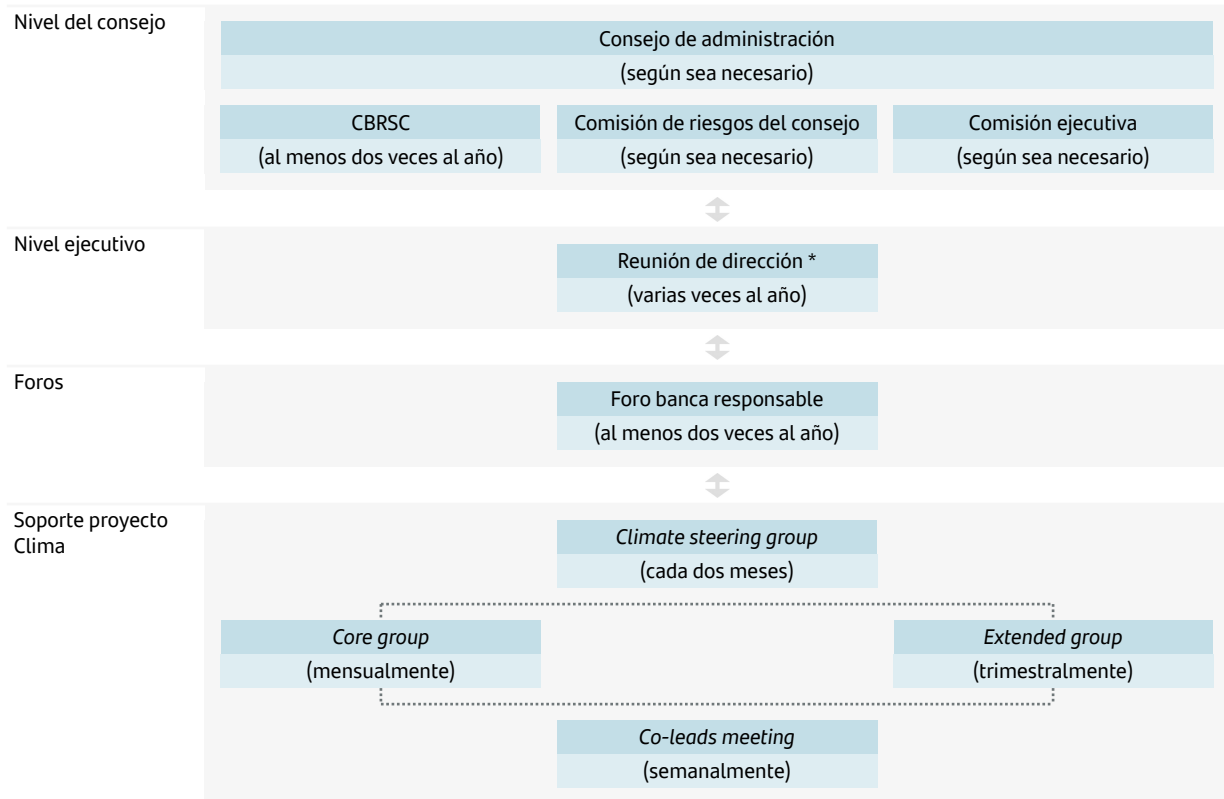 Nivel del consejo
Consejo de administración
(según sea necesario)
CBRSC
(al menos dos veces al año)
Comisión de riesgos del consejo
(según sea necesario)
Comisión ejecutiva
(según sea necesario)
Nivel ejecutivo
Reunión de dirección *
(varias veces al año)
Foros
Foro banca responsable
(al menos dos veces al año)
Soporte proyecto
Clima
Climate steering group
(cada dos meses)
Core group
(mensualmente)
Extended group
(trimestralmente)
Co-leads meeting
(semanalmente)